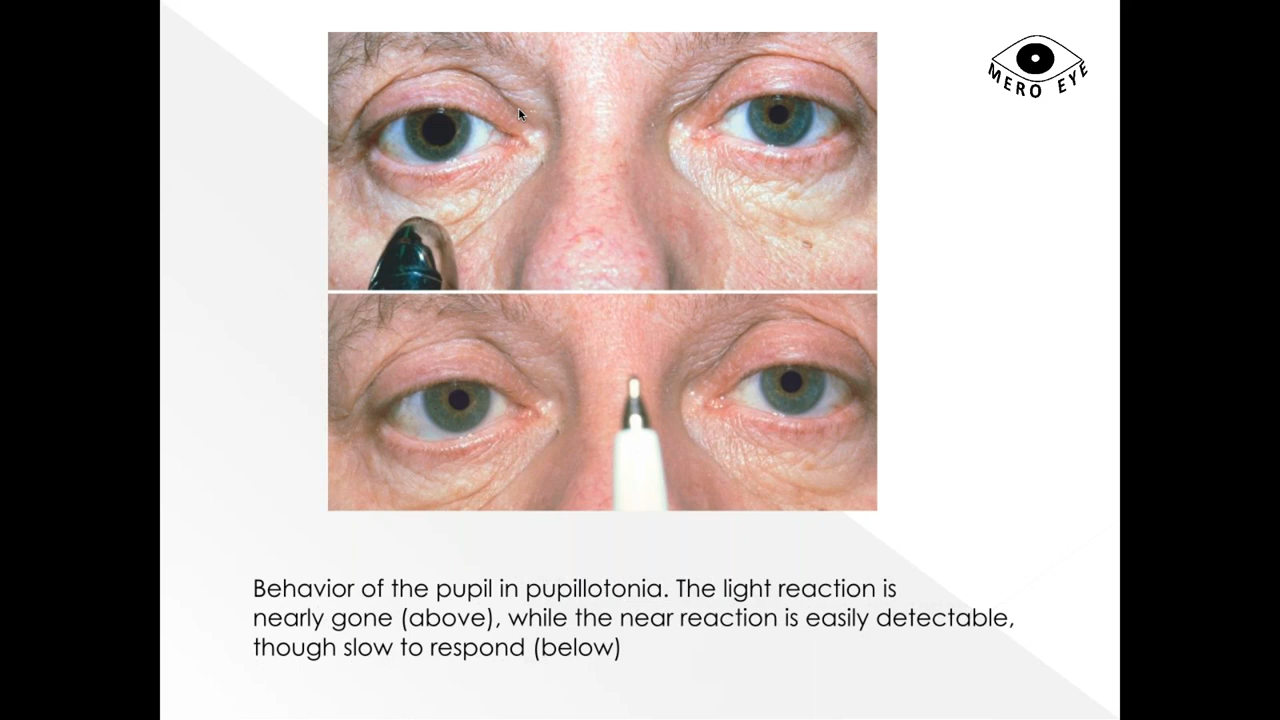 MERO EYE
Behavior of the pupil in pupillotonia. The light reaction is
nearly gone (above), while the near reaction is easily detectable,
though slow to respond (below)